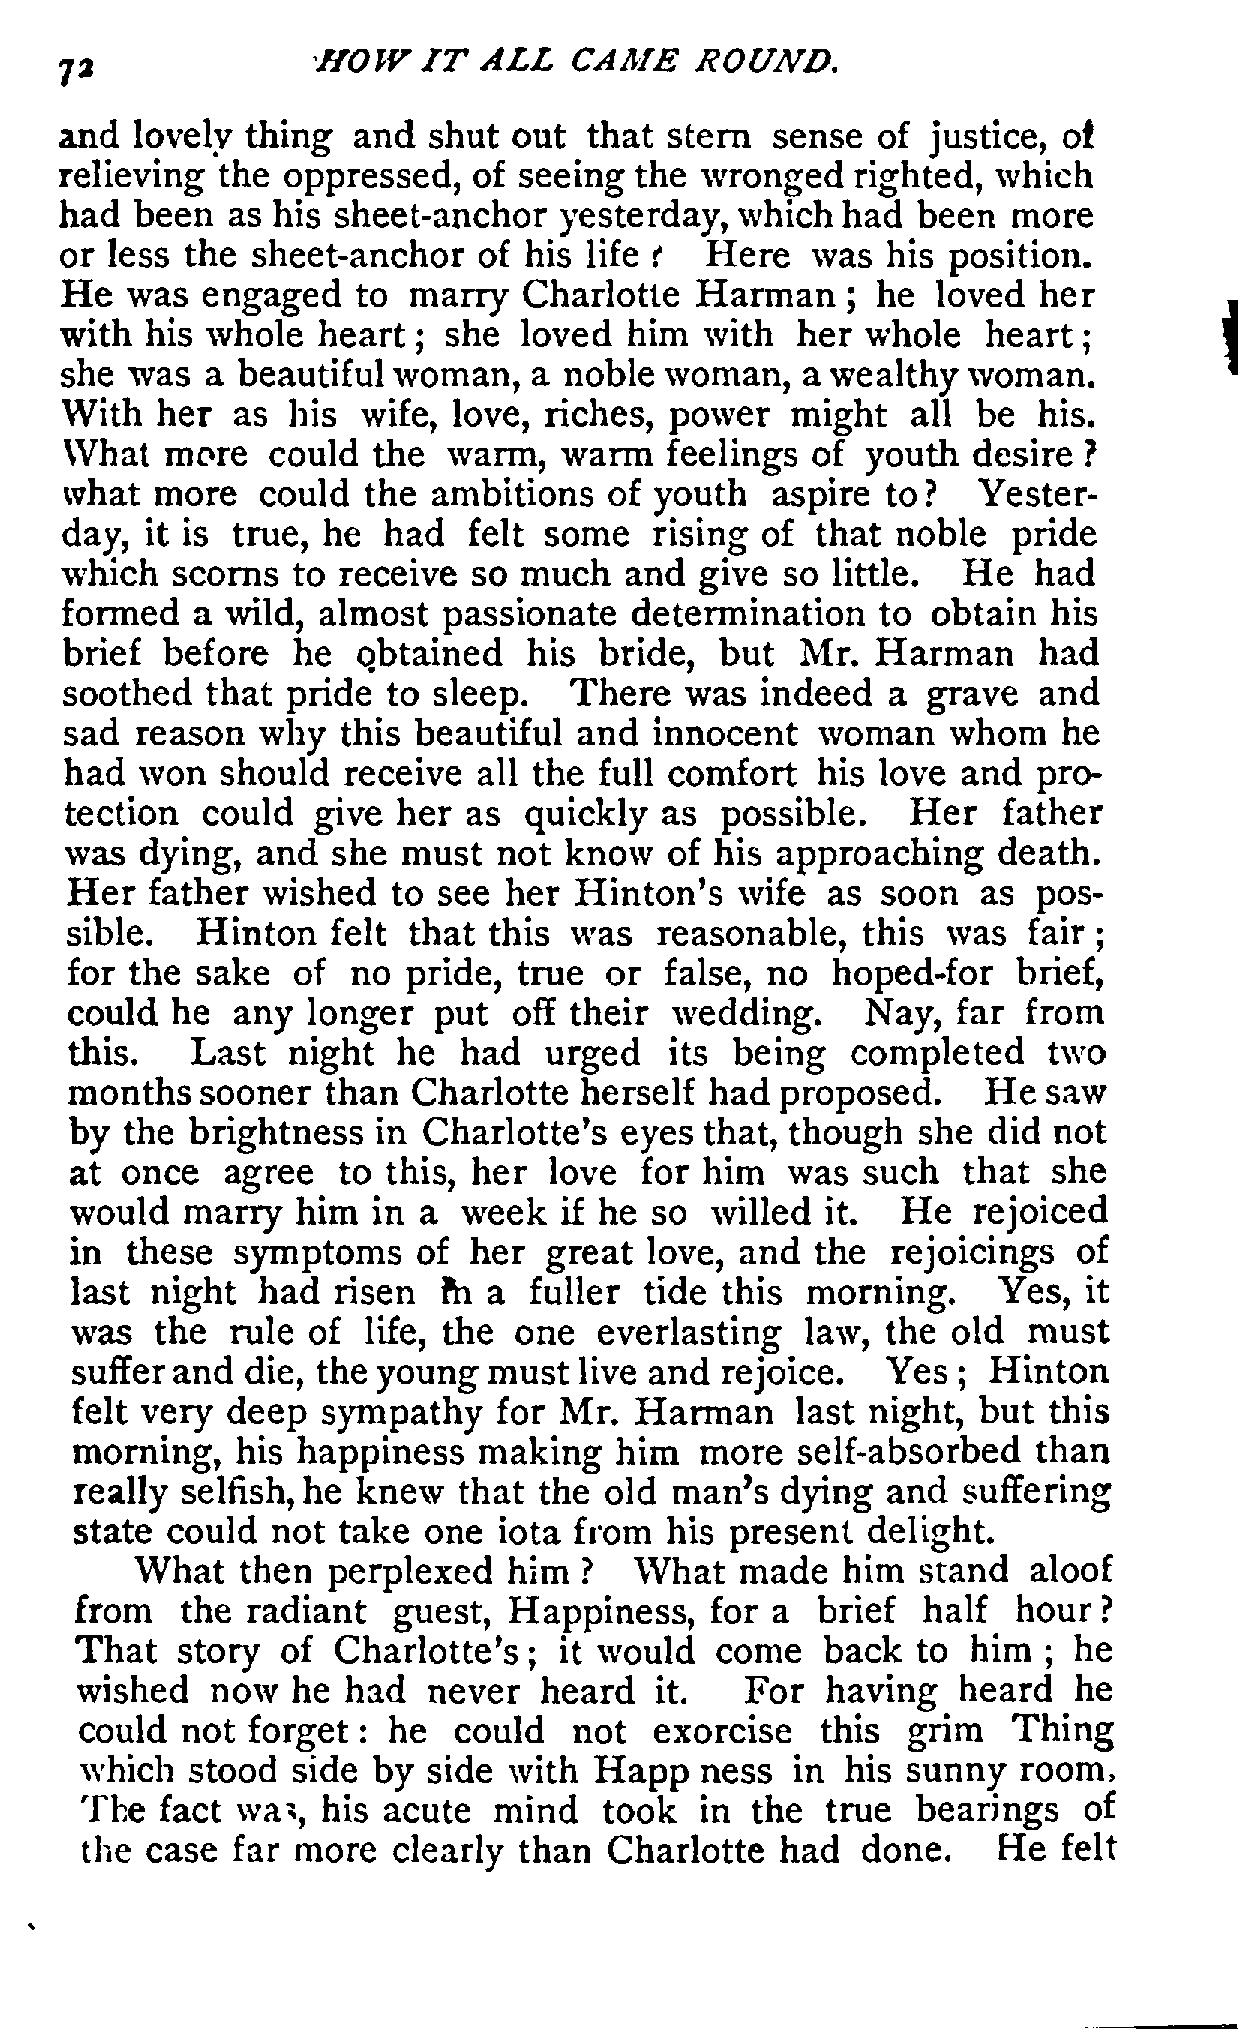 72 HOW IT ALL CAME ROUND.
and lovely thing and shut out that stern sense of justice, of
relieving the oppressed, of seeing the wronged righted, which
had been as his sheet-anchor yesterday, which had been more
or less the sheet-anchor of his life? Here was his position.
He was engaged to marry Charlotte Harman; he loved her
with his whole heart; she loved him with her whole heart;
she was a beautiful woman, a noble woman, a wealthy woman.
With her as his wife, love, riches, power might all be his.
What more could the warm, warm feelings of youth desire?
what more could the ambitions of youth aspire to? Yester-
day, it is true, he had felt some rising of that noble pride
which scorns to receive so much and give so little. He had
formed a wild, almost passionate determination to obtain his
brief before he obtained his bride, but Mr. Harman had
soothed that pride to sleep. There was indeed a grave and
sad reason why this beautiful and innocent woman whom he
had won should receive all the full comfort his love and pro-
tection could give her as quickly as possible. Her father
was dying, and she must not know of his approaching death.
Her father wished to see her Hinton's wife as soon as pos-
sible. Hinton felt that this was reasonable, this was fair;
for the sake of no pride, true or false, no hoped-for brief,
could he any longer put off their wedding. Nay, far from
this. Last night he had urged its being completed two
months sooner than Charlotte herself had proposed. He saw
by the brightness in Charlotte's eyes that, though she did not
at once agree to this, her love for him was such that she
would marry him in a week if he so willed it. He rejoiced
in these symptoms of her great love, and the rejoicings of
last night had risen in a fuller tide this morning. Yes, it
was the rule of life, the one everlasting law, the old must
suffer and die, the young must live and rejoice. Yes; Hinton
felt very deep sympathy for Mr. Harman last night, but this
morning, his happiness making him more self-absorbed than
really selfish, he knew that the old man's dying and suffering
state could not take one iota from his present delight.
What then perplexed him? What made him stand aloof
from the radiant guest, Happiness, for a brief half hour?
That story of Charlotte's; it would come back to him; he
wished now he had never heard it. For having heard he
could not forget: he could not exorcise this grim Thing
which stood side by side with Happ ness in his sunny room.
The fact was, his acute mind took in the true bearings of
the case far more clearly than Charlotte had done. He felt